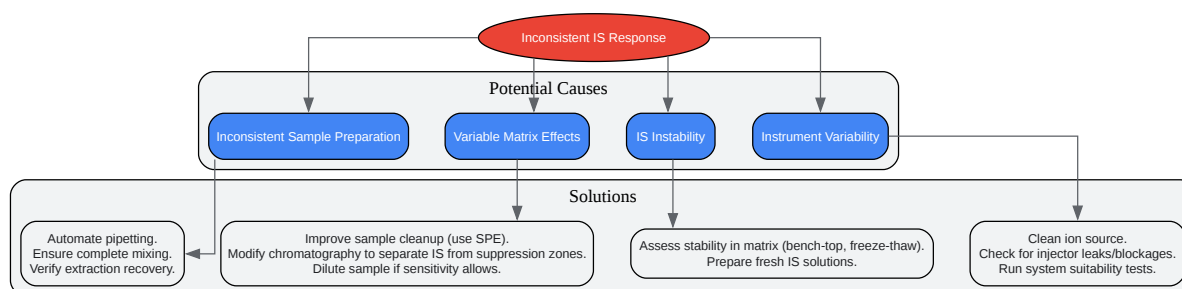 Inconsistent IS Response
Potential Causes
Inconsistent Sample Preparation
Variable Matrix Effects
IS Instability
Instrument Variability
Solutions
Automate pipetting.
Ensure complete mixing.
Verify extraction recovery.
Improve sample cleanup (use SPE).
Modify chromatography to separate IS from suppression zones.
Dilute sample if sensitivity allows.
Assess stability in matrix (bench-top, freeze-thaw).
Prepare fresh IS solutions.
Clean ion source.
Check for injector leaks/blockages.
Run system suitability tests.